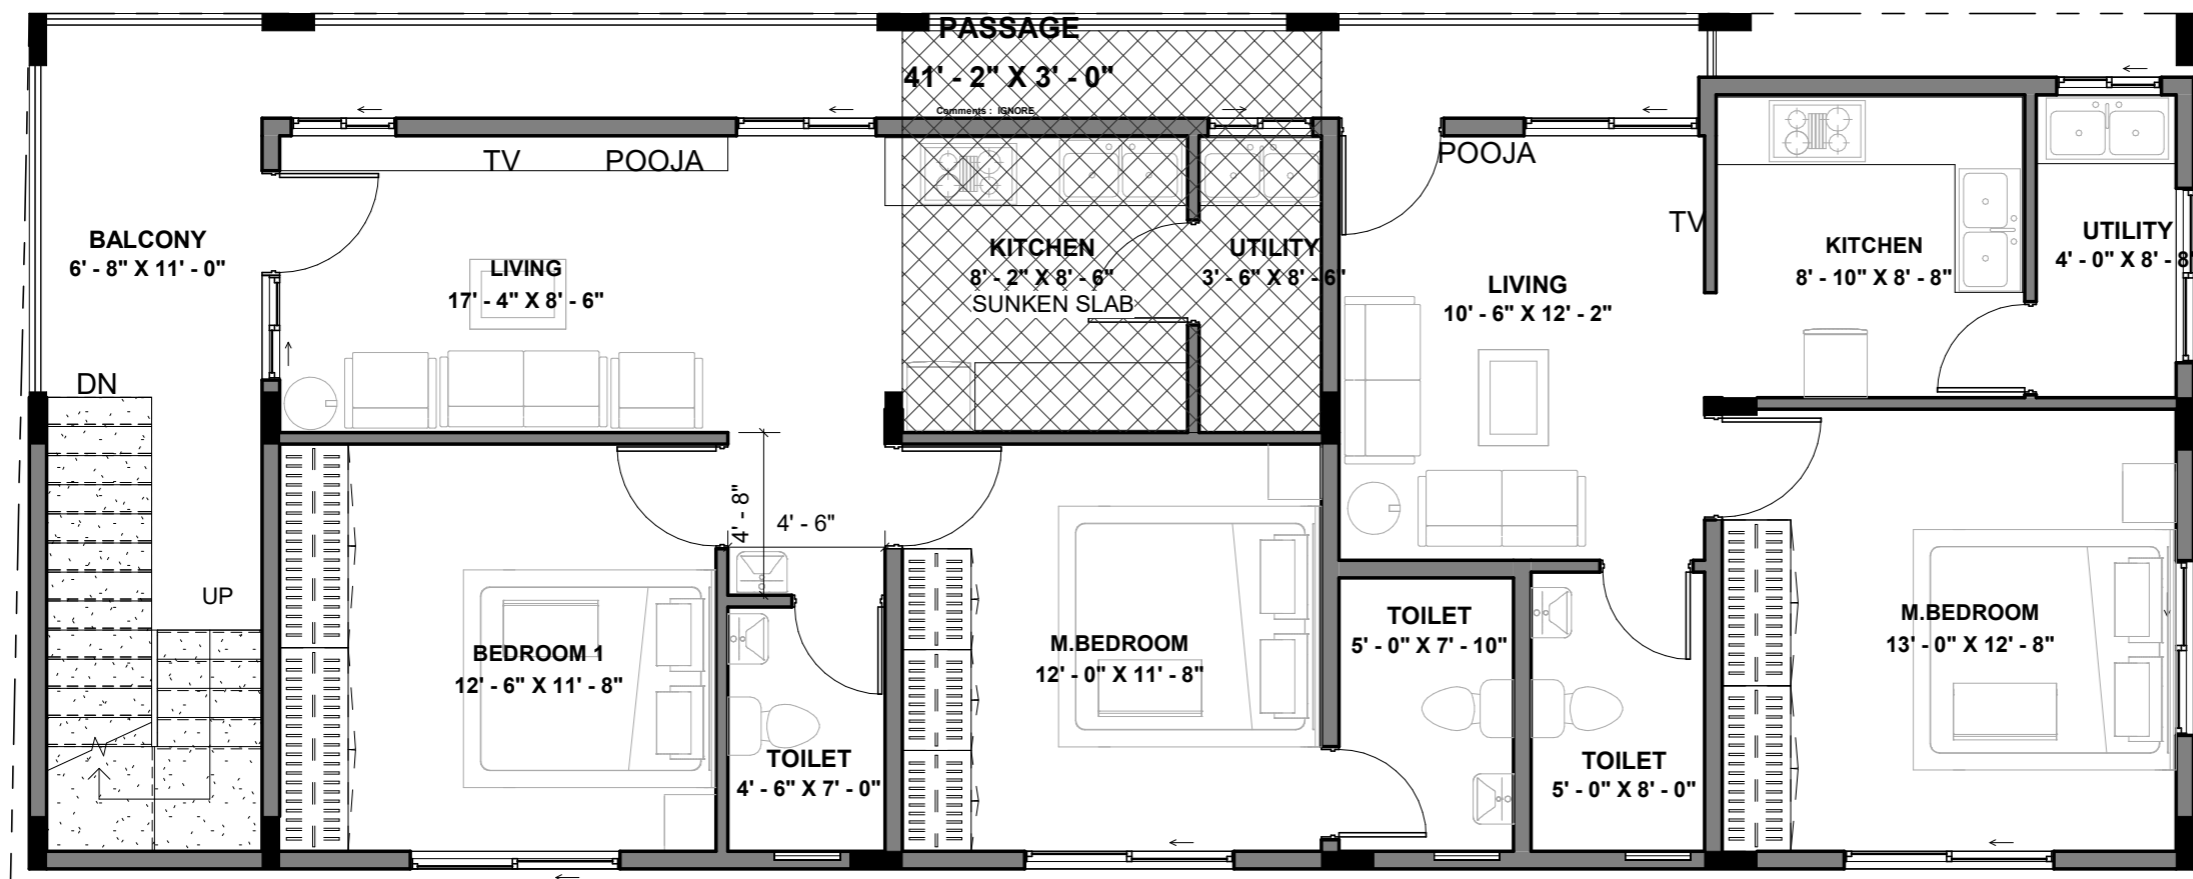 PASSAGE
41' - 2" X 3' - 0"
Comments : IGNORE
TV
POOJA
POOJA
TV
BALCONY
6' - 8" X 11' - 0"
LIVING
17' - 4" X 8' - 6"
KITCHEN
8' - 2" X 8' - 6"
SUNKEN SLAB
UTILITY
3' - 6" X 8' - 6"
LIVING
10' - 6" X 12' - 2"
KITCHEN
8' - 10" X 8' - 8"
UTILITY
4' - 0" X 8' - 8"
DN
UP
4' - 8"
4' - 6"
BEDROOM 1
12' - 6" X 11' - 8"
TOILET
4' - 6" X 7' - 0"
M.BEDROOM
12' - 0" X 11' - 8"
TOILET
5' - 0" X 7' - 10"
TOILET
5' - 0" X 8' - 0"
M.BEDROOM
13' - 0" X 12' - 8"